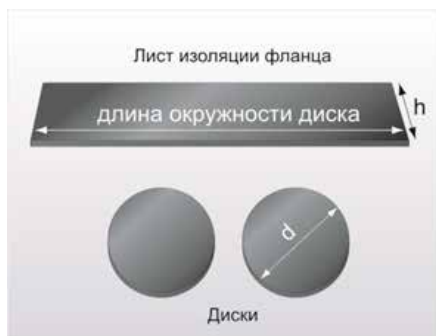 Лист изоляции фланца
длина окружности диска
h
d
Диски